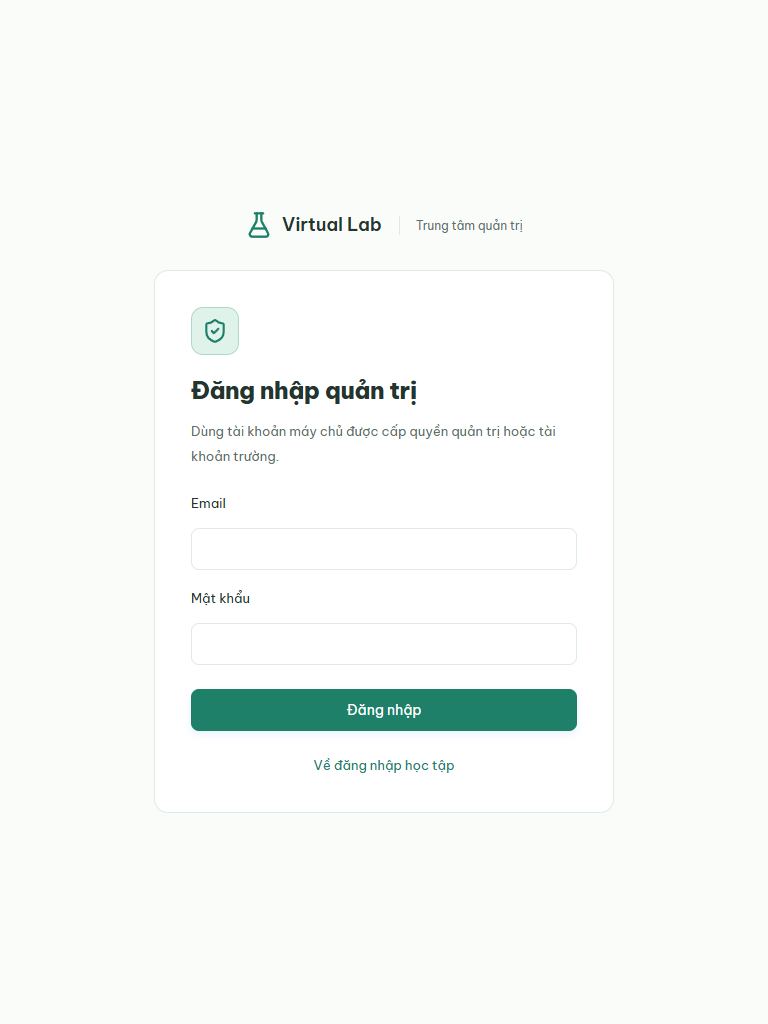 Virtual Lab
Trung tâm quản trị
Đăng nhập quản trị
Dùng tài khoản máy chủ được cấp quyền quản trị hoặc tài
khoản trường.
Email
Mật khẩu
Đăng nhập
Về đăng nhập học tập